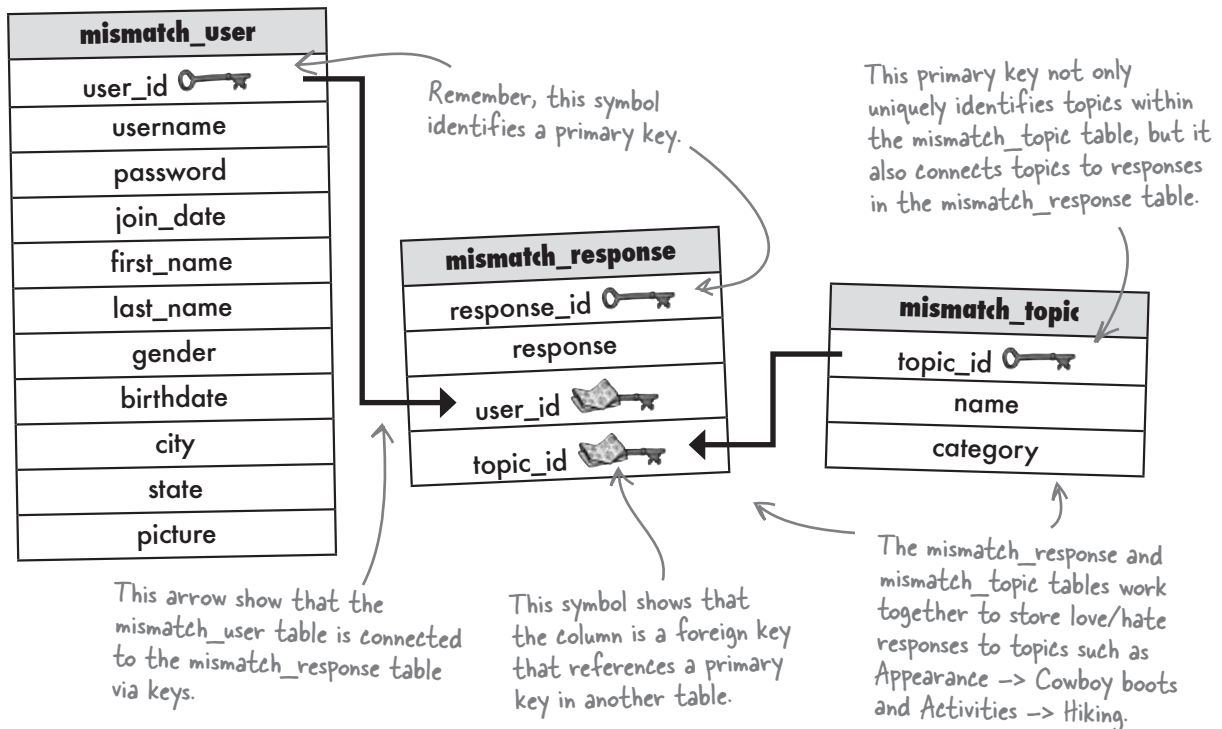 mismatch_user
user_id
username
password
join_date
first_name
last_name
gender
birthdate
city
state
picture
Remember, this symbol
identifies a primary key.
This primary key not only
uniquely identifies topics within
the mismatch_topic table, but it
also connects topics to responses
in the mismatch_response table.
mismatch_response
response_id
response
user_id
topic_id
mismatch_topic
topic_id
name
category
This arrow show that the
mismatch_user table is connected
to the mismatch_response table
via keys.
This symbol shows that
the column is a foreign key
that references a primary
key in another table.
The mismatch_response and
mismatch_topic tables work
together to store love/hate
responses to topics such as
Appearance -> Cowboy boots
and Activities -> Hiking.